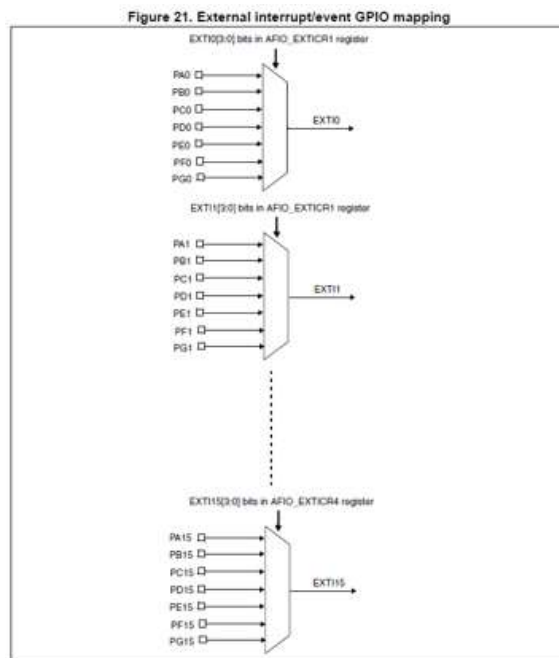 Figure 21. External interrupt/event GPIO mapping
EXTI0[3:0] bits in AFIO_EXTICR1 register
PA0
PB0
PC0
PD0
PE0
PF0
PG0
EXTI0
EXTI1[3:0] bits in AFIO_EXTICR1 register
PA1
PB1
PC1
PD1
PE1
PF1
PG1
EXTI1
EXTI15[3:0] bits in AFIO_EXTICR4 register
PA15
PB15
PC15
PD15
PE15
PF15
PG15
EXTI15